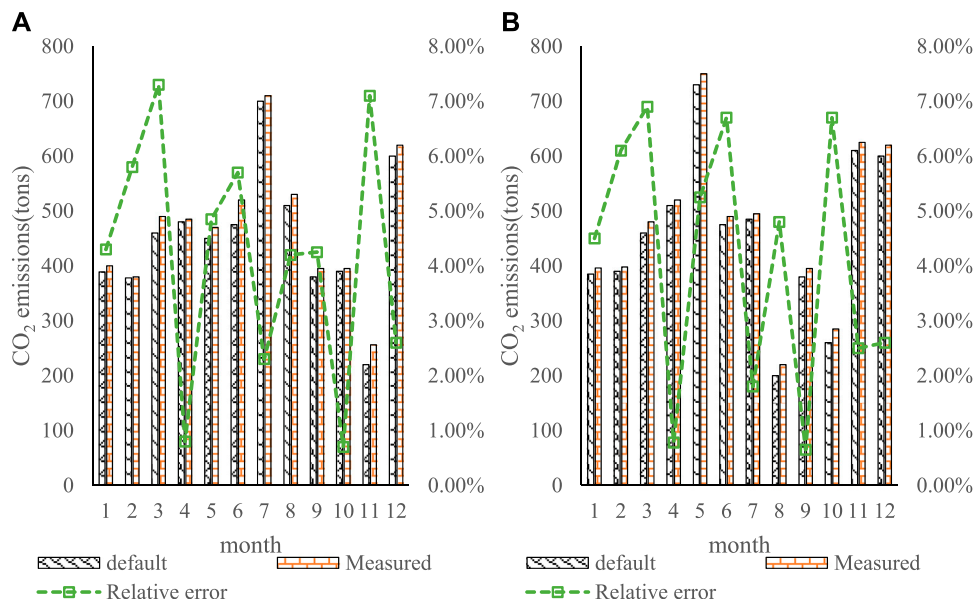 A
800
700
600
500
400
300
200
100
0
CO2 emissions(tons)
8.00%
7.00%
6.00%
5.00%
4.00%
3.00%
2.00%
1.00%
0.00%
1 2 3 4 5 6 7 8 9 10 11 12
month
default
Measured
Relative error
B
800
700
600
500
400
300
200
100
0
CO2 emissions(tons)
8.00%
7.00%
6.00%
5.00%
4.00%
3.00%
2.00%
1.00%
0.00%
1 2 3 4 5 6 7 8 9 10 11 12
month
default
Measured
Relative error